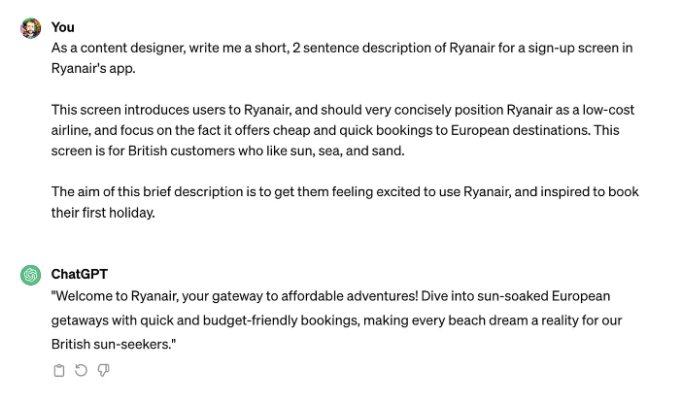 You
As a content designer, write me a short, 2 sentence description of Ryanair for a sign-up screen in
Ryanair's app.
This screen introduces users to Ryanair, and should very concisely position Ryanair as a low-cost
airline, and focus on the fact it offers cheap and quick bookings to European destinations. This
screen is for British customers who like sun, sea, and sand.
The aim of this brief description is to get them feeling excited to use Ryanair, and inspired to book
their first holiday.
ChatGPT
"Welcome to Ryanair, your gateway to affordable adventures! Dive into sun-soaked European
getaways with quick and budget-friendly bookings, making every beach dream a reality for our
British sun-seekers."